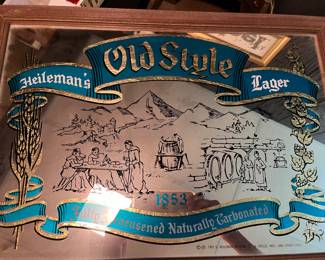 Old Style
Heileman's Lager
1853
Fully Kraeusened Naturally Carbonated